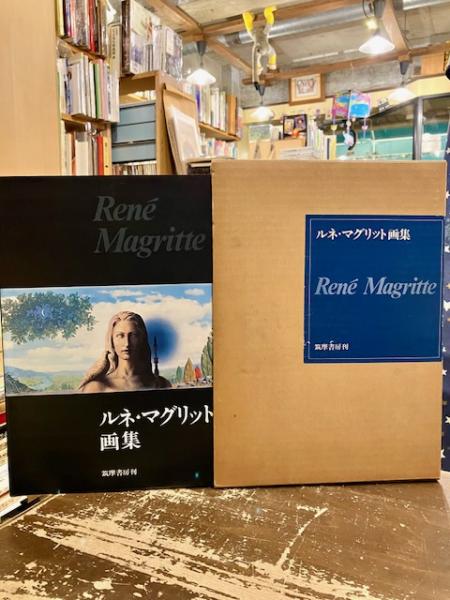 René
Magritte
ルネ・マグリット
画集
筑摩書房刊
ルネ・マグリット画集
René Magritte
筑摩書房刊